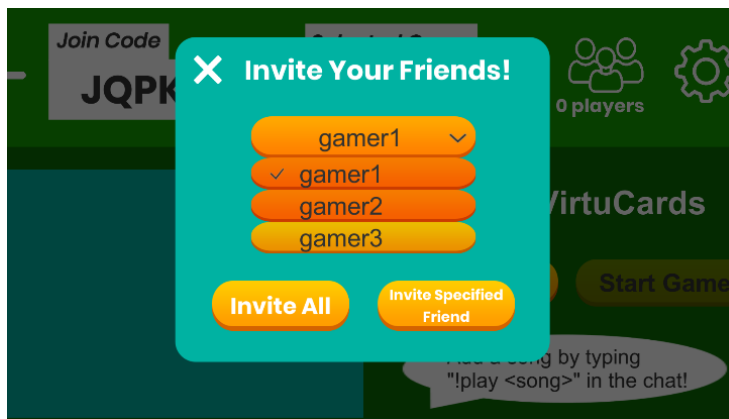 Join Code
JQPK
Invite Your Friends!
0 players
gamer1
gamer1
gamer2
gamer3
VirtuCards
Invite All
Invite Specified
Friend
Start Game
song by typing
"!play <song>" in the chat!